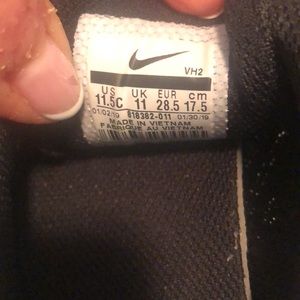 VH2
US UK EUR cm
11.5C 11 28.5 17.5
01/02/19 618382-011 01/30/19
MADE IN VIETNAM
FABRIQUÉ AU VIETNAM